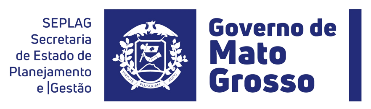 SEPLAG
Secretaria
de Estado de
Planejamento
e |Gestão
Governo de
Mato
Grosso